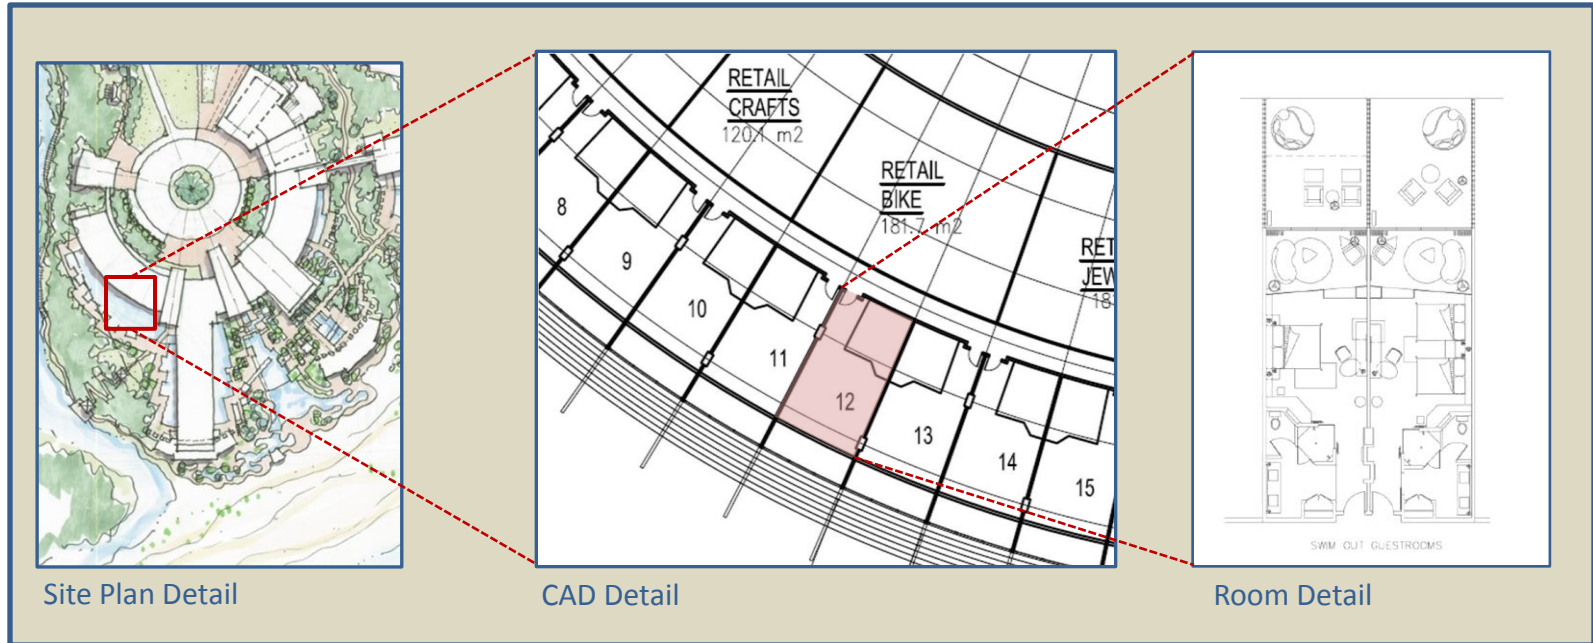 RETAIL
CRAFTS
120.1 m2
RETAIL
BIKE
181.7 m2
RET
JEW
18
8
9
10
11
12
13
14
15
SWIM OUT GUESTROOMS
Site Plan Detail
CAD Detail
Room Detail